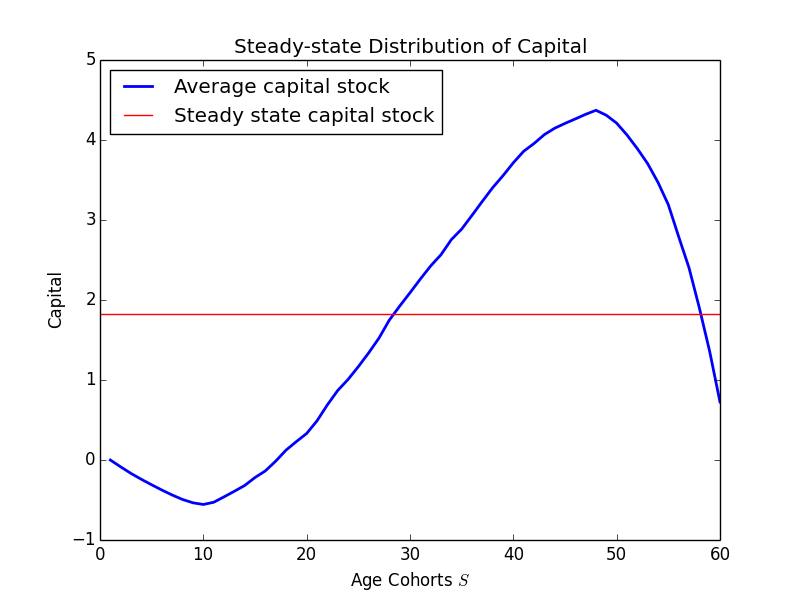 Steady-state Distribution of Capital
Average capital stock
Steady state capital stock
5
4
3
2
1
0
−1
Capital
0 10 20 30 40 50 60
Age Cohorts S